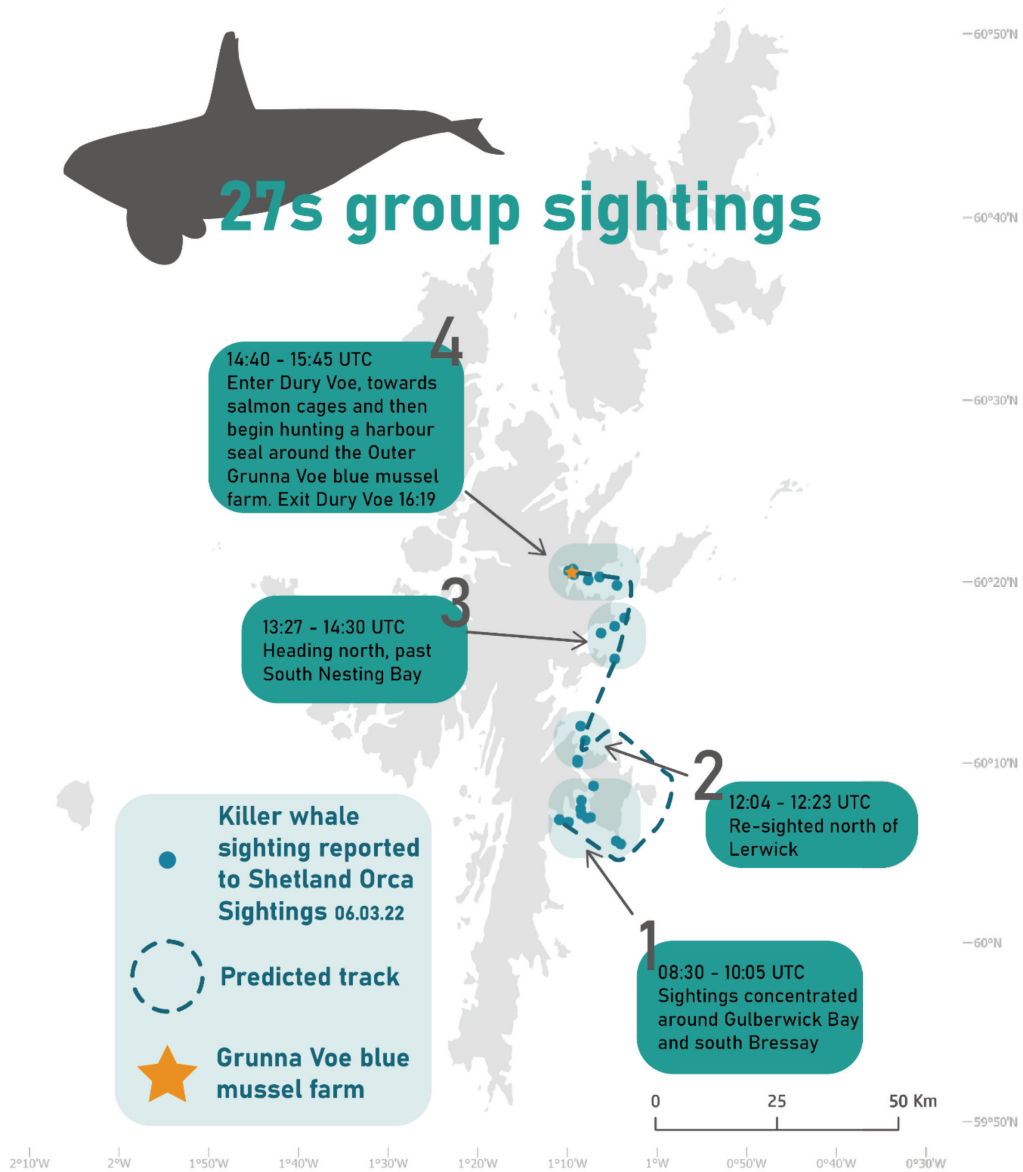 60°50'N
60°40'N
27s group sightings
4
14:40 - 15:45 UTC
Enter Dury Voe, towards
salmon cages and then
begin hunting a harbour
seal around the Outer
Grunna Voe blue mussel
farm. Exit Dury Voe 16:19
60°30'N
60°20'N
3
13:27 - 14:30 UTC
Heading north, past
South Nesting Bay
60°10'N
2
12:04 - 12:23 UTC
Re-sighted north of
Lerwick
60°N
1
08:30 - 10:05 UTC
Sightings concentrated
around Gulberwick Bay
and south Bressay
Killer whale
sighting reported
to Shetland Orca
Sightings 06.03.22
Predicted track
Grunna Voe blue
mussel farm
0 25 50 Km
59°50'N
2°10'W 2°W 1°50'W 1°40'W 1°30'W 1°20'W 1°10'W 1°W 0°50'W 0°40'W 0°30'W